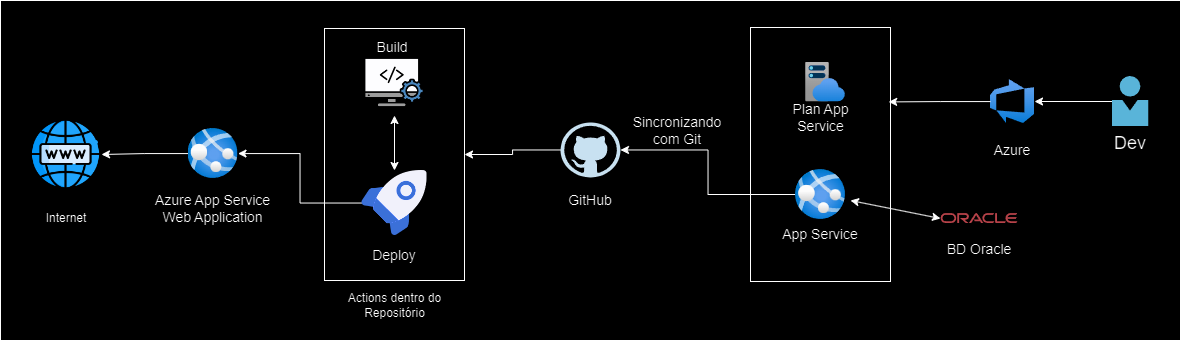 Build
WWW
Internet
Azure App Service
Web Application
Deploy
Actions dentro do
Repositório
GitHub
Sincronizando
com Git
Plan App
Service
App Service
ORACLE
BD Oracle
Azure
Dev